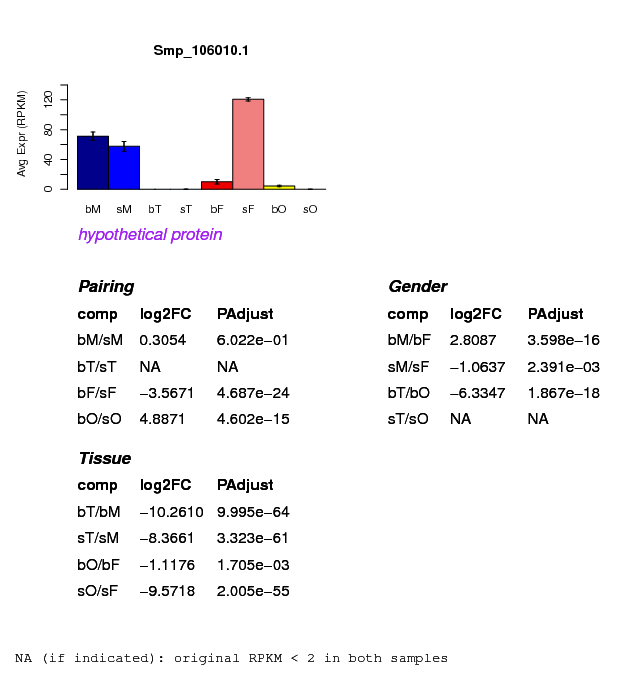 Smp_106010.1
Avg Expr (RPKM)
0 40 80 120
bM sM bT sT bF sF bO sO
hypothetical protein
Pairing
comp log2FC PAdjust
bM/sM 0.3054 6.022e−01
bT/sT NA NA
bF/sF −3.5671 4.687e−24
bO/sO 4.8871 4.602e−15
Gender
comp log2FC PAdjust
bM/bF 2.8087 3.598e−16
sM/sF −1.0637 2.391e−03
bT/bO −6.3347 1.867e−18
sT/sO NA NA
Tissue
comp log2FC PAdjust
bT/bM −10.2610 9.995e−64
sT/sM −8.3661 3.323e−61
bO/bF −1.1176 1.705e−03
sO/sF −9.5718 2.005e−55
NA (if indicated): original RPKM < 2 in both samples